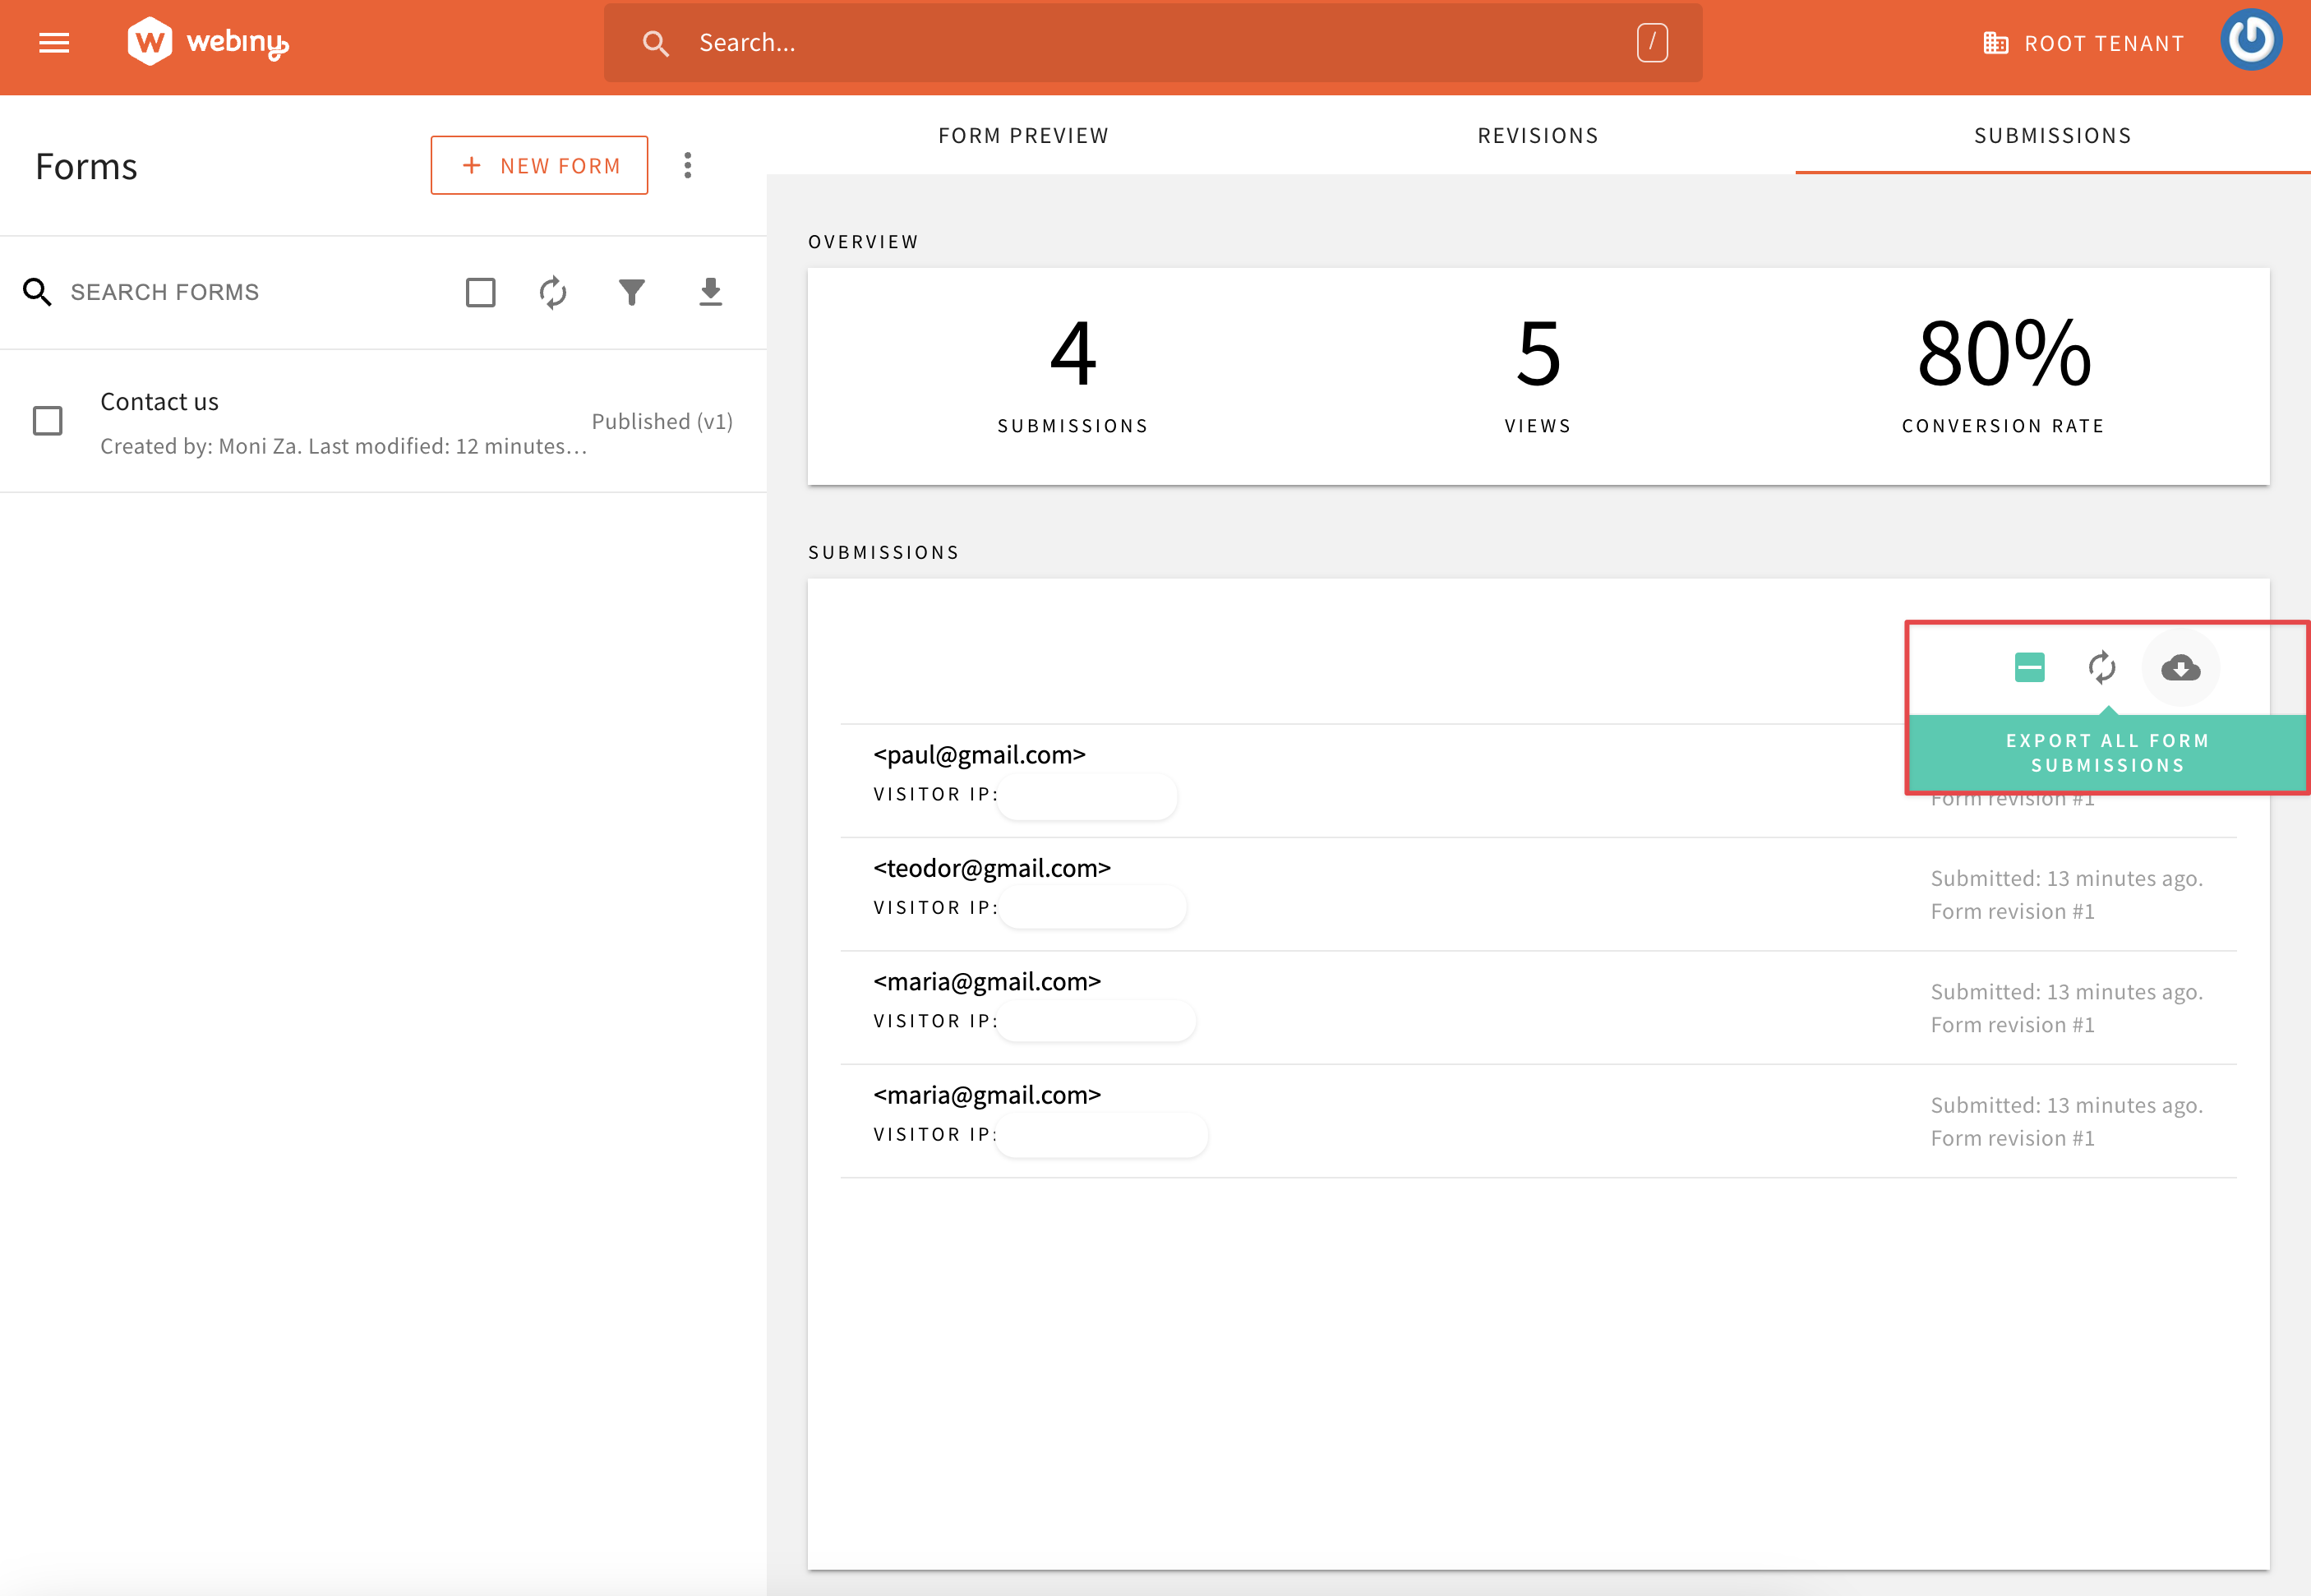 webiny
Search...
/
ROOT TENANT
Forms
+ NEW FORM
SEARCH FORMS
Contact us
Created by: Moni Za. Last modified: 12 minutes...
Published (v1)
FORM PREVIEW
REVISIONS
SUBMISSIONS
OVERVIEW
4
SUBMISSIONS
5
VIEWS
80%
CONVERSION RATE
SUBMISSIONS
EXPORT ALL FORM
SUBMISSIONS
<paul@gmail.com>
VISITOR IP:
Form revision #1
<teodor@gmail.com>
VISITOR IP:
Submitted: 13 minutes ago.
Form revision #1
<maria@gmail.com>
VISITOR IP:
Submitted: 13 minutes ago.
Form revision #1
<maria@gmail.com>
VISITOR IP:
Submitted: 13 minutes ago.
Form revision #1